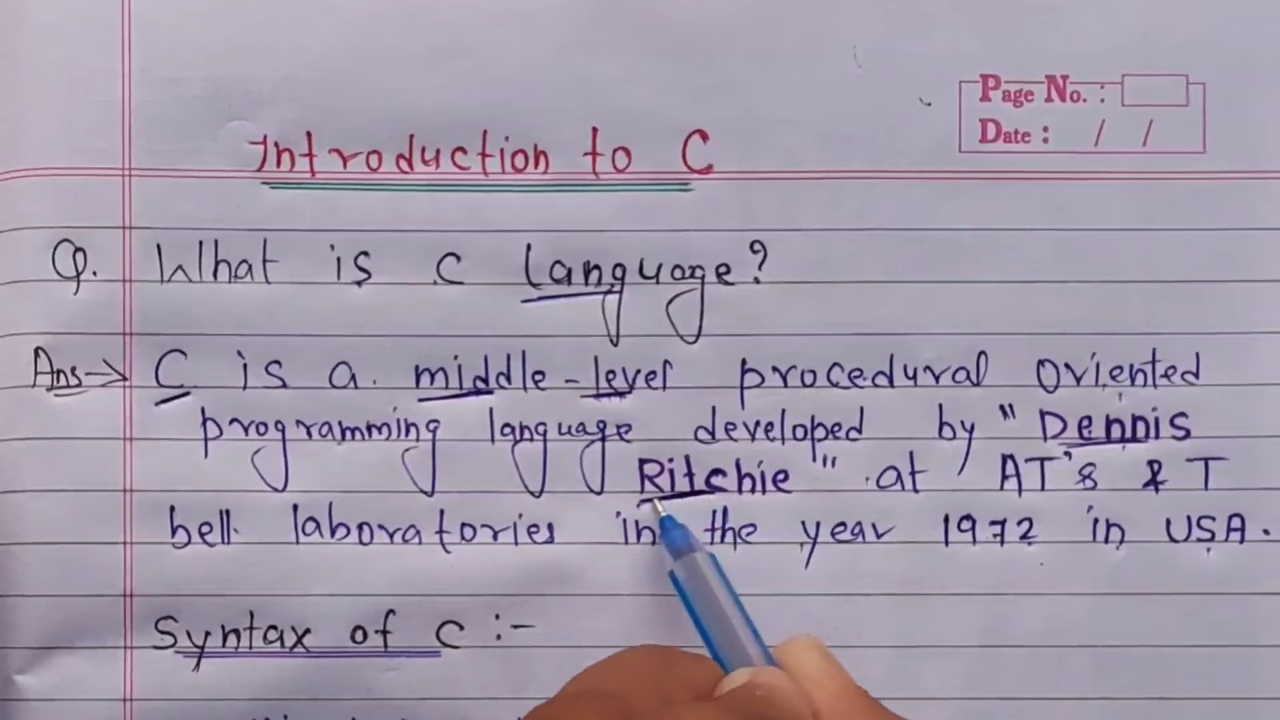 Page No. :
Date : / /
Introduction to C
Q. What is C language?
Ans→ C is a middle-level procedural oriented
programming language developed by "Dennis
Ritchie" at AT's & T
bell laboratories in the year 1972 in USA.
Syntax of C :-